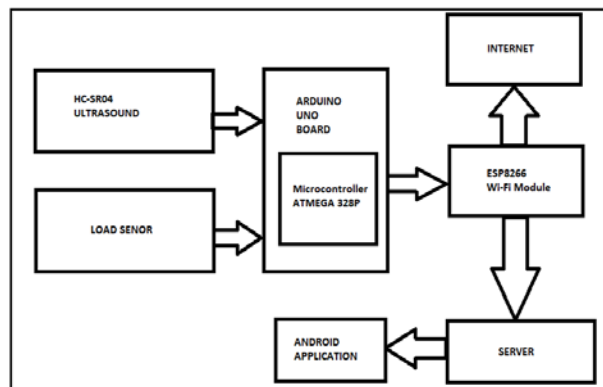 HC-SR04
ULTRASOUND
LOAD SENOR
ARDUINO
UNO
BOARD
Microcontroller
ATMEGA 328P
INTERNET
ESP8266
Wi-Fi Module
SERVER
ANDROID
APPLICATION